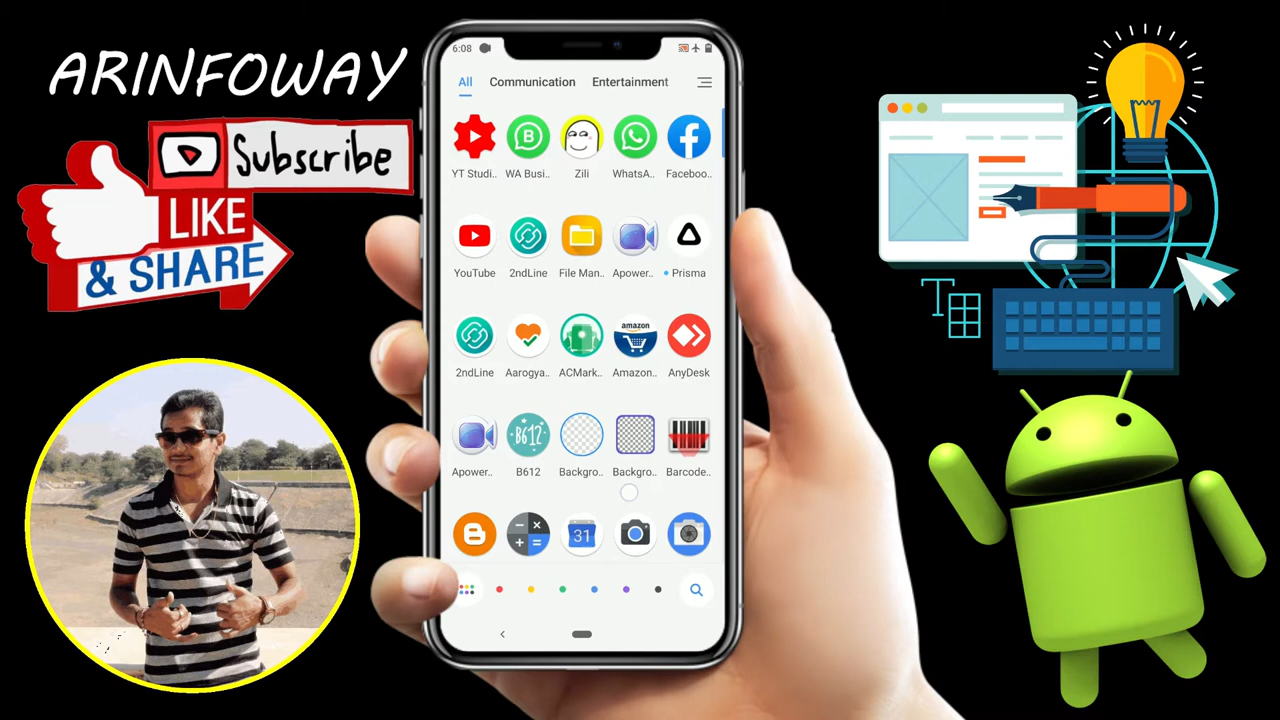 ARINFOWAY
Subscribe
LIKE
& SHARE
6:08
All Communication Entertainment
B
YT Studi.. WA Busi.. Zili WhatsA.. Faceboo..
YouTube 2ndLine File Man.. Apower.. Prisma
amazon
2ndLine Aarogya.. ACMark.. Amazon.. AnyDesk
B612
Apower.. B612 Backgro.. Backgro.. Barcode..
31
T